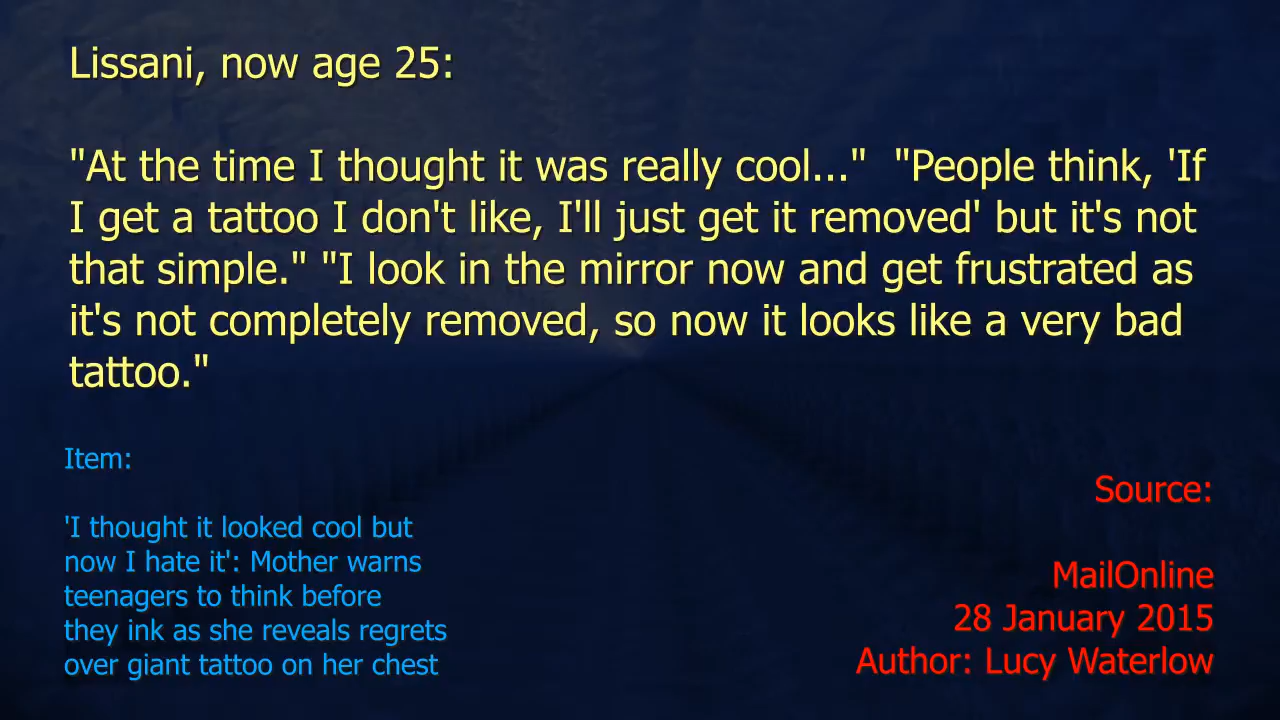 Lissani, now age 25:
"At the time I thought it was really cool..."  "People think, 'If
I get a tattoo I don't like, I'll just get it removed' but it's not
that simple." "I look in the mirror now and get frustrated as
it's not completely removed, so now it looks like a very bad
tattoo."
Item:
'I thought it looked cool but
now I hate it': Mother warns
teenagers to think before
they ink as she reveals regrets
over giant tattoo on her chest
Source:
MailOnline
28 January 2015
Author: Lucy Waterlow